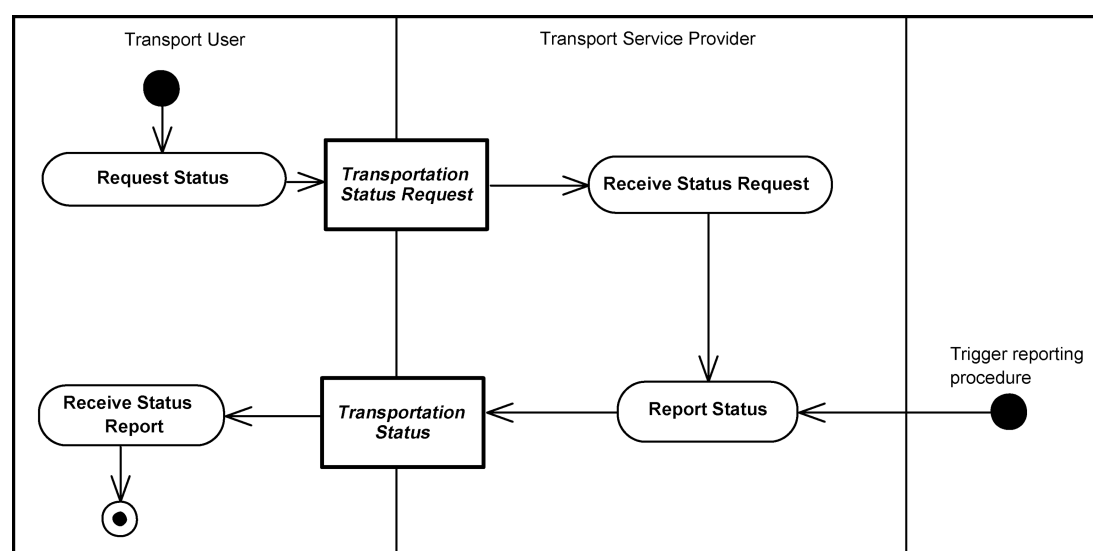 Transport User
Transport Service Provider
Request Status
Transportation
Status Request
Receive Status Request
Trigger reporting
procedure
Receive Status
Report
Transportation
Status
Report Status